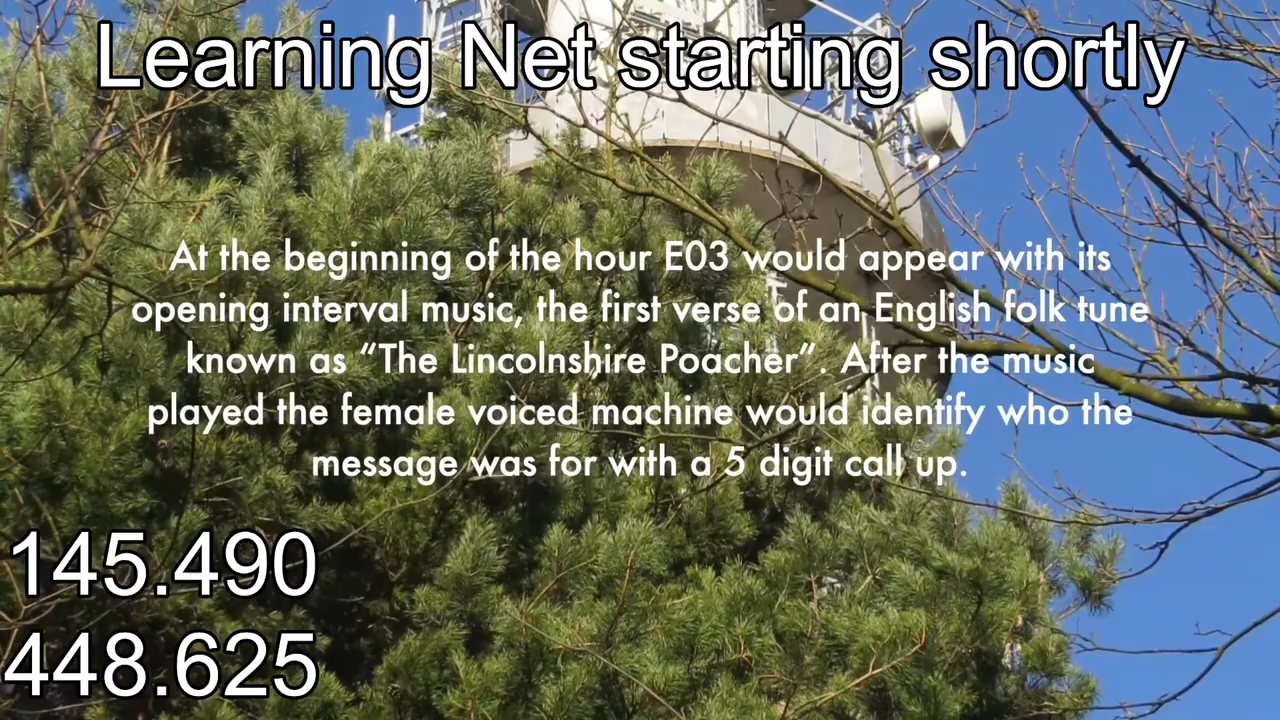 Learning Net starting shortly
At the beginning of the hour E03 would appear with its
opening interval music, the first verse of an English folk tune
known as “The Lincolnshire Poacher”. After the music
played the female voiced machine would identify who the
message was for with a 5 digit call up.
145.490
448.625